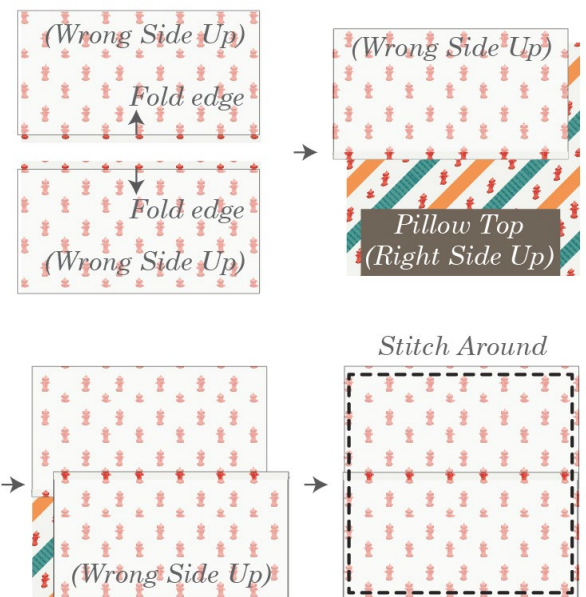 (Wrong Side Up)
Fold edge
Fold edge
(Wrong Side Up)
(Wrong Side Up)
Pillow Top
(Right Side Up)
(Wrong Side Up)
Stitch Around